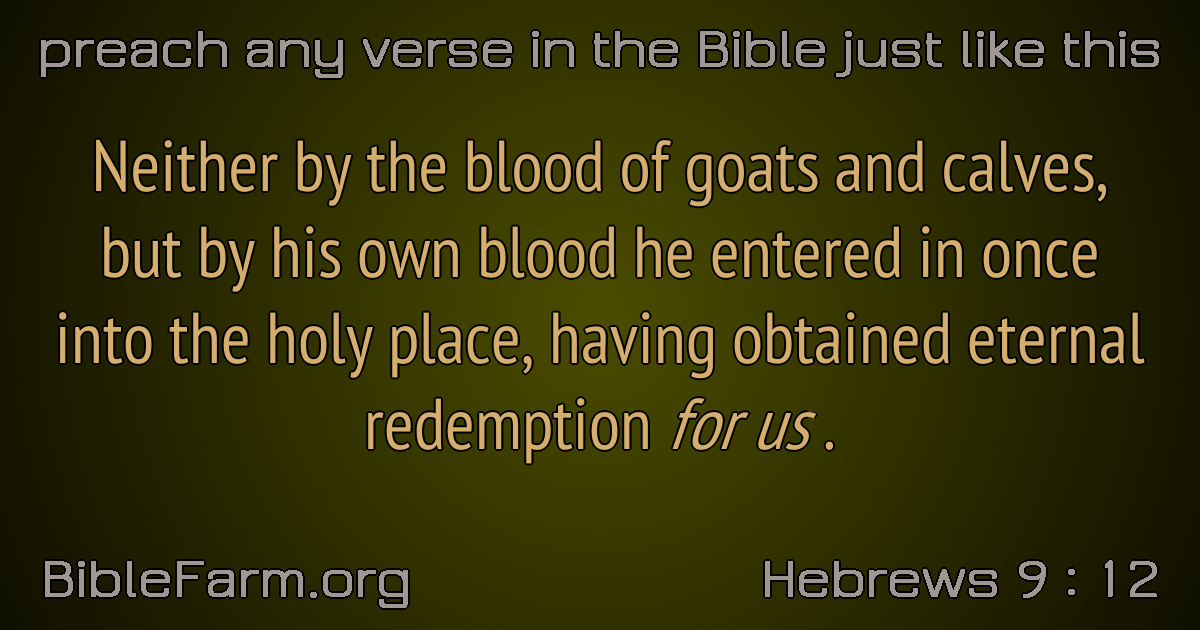 preach any verse in the Bible just like this
Neither by the blood of goats and calves,
but by his own blood he entered in once
into the holy place, having obtained eternal
redemption for us .
BibleFarm.org
Hebrews 9 : 12